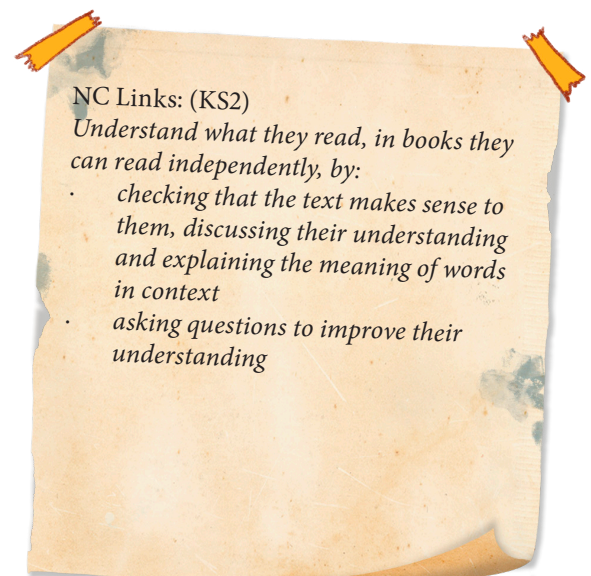 NC Links: (KS2)
Understand what they read, in books they
can read independently, by:
· checking that the text makes sense to
them, discussing their understanding
and explaining the meaning of words
in context
· asking questions to improve their
understanding